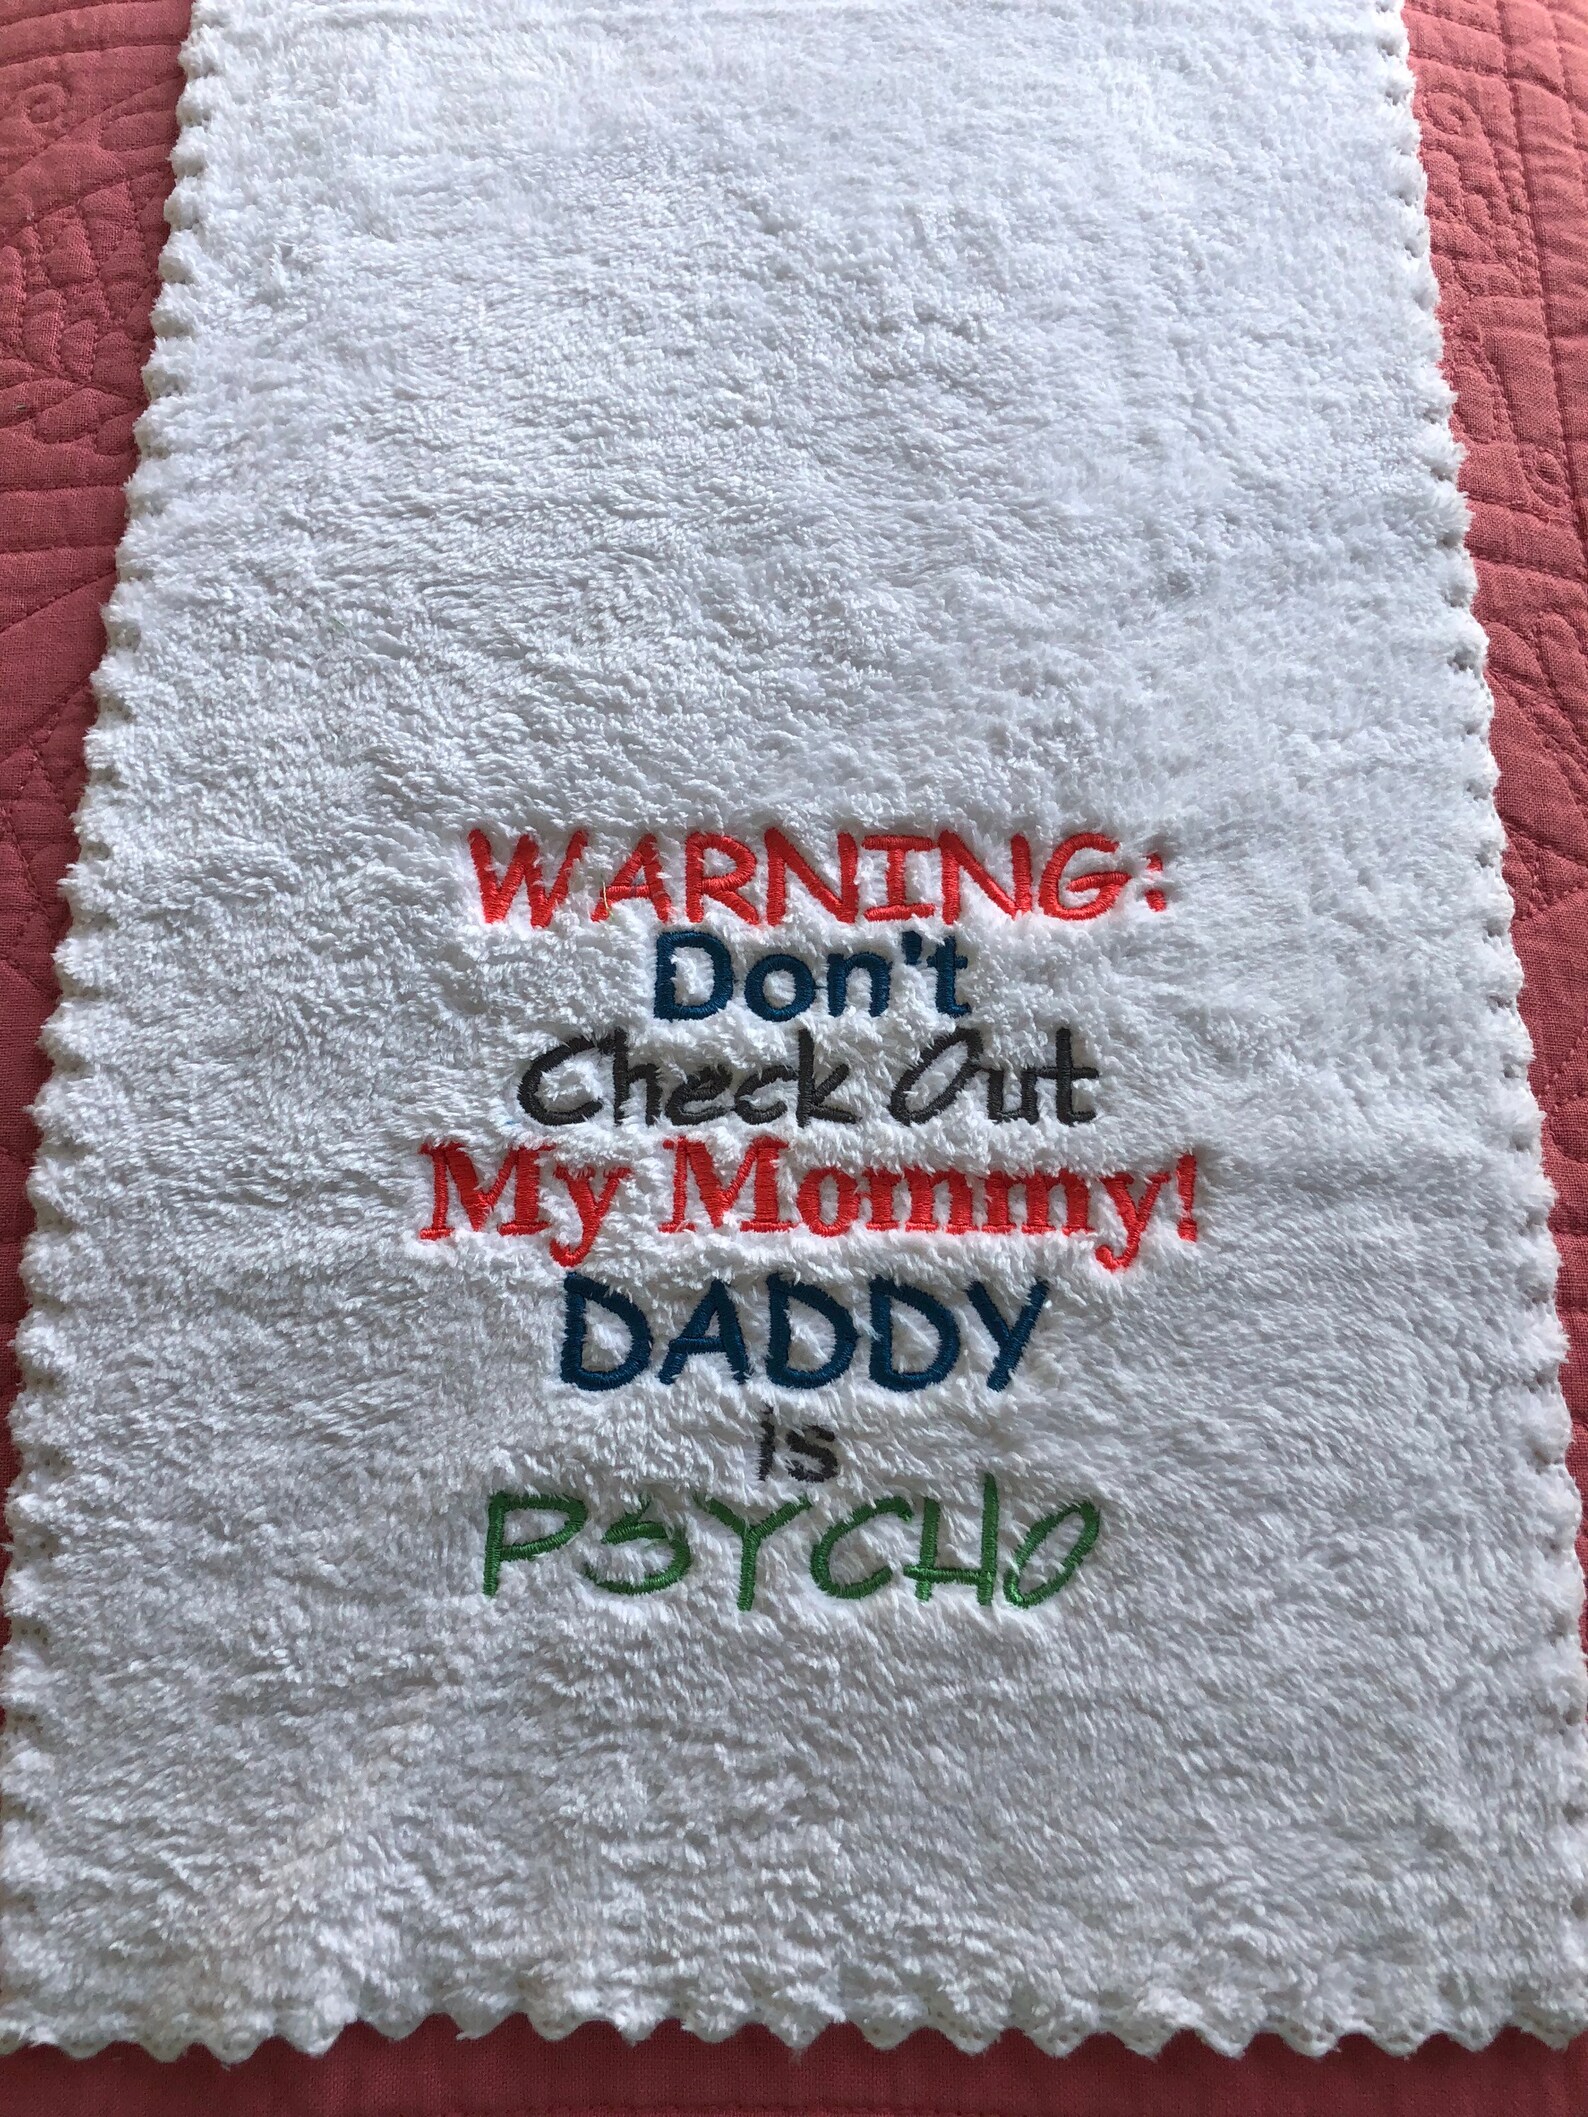 WARNING:
Don't
Check Out
My Mommy!
DADDY
is
PSYCHO